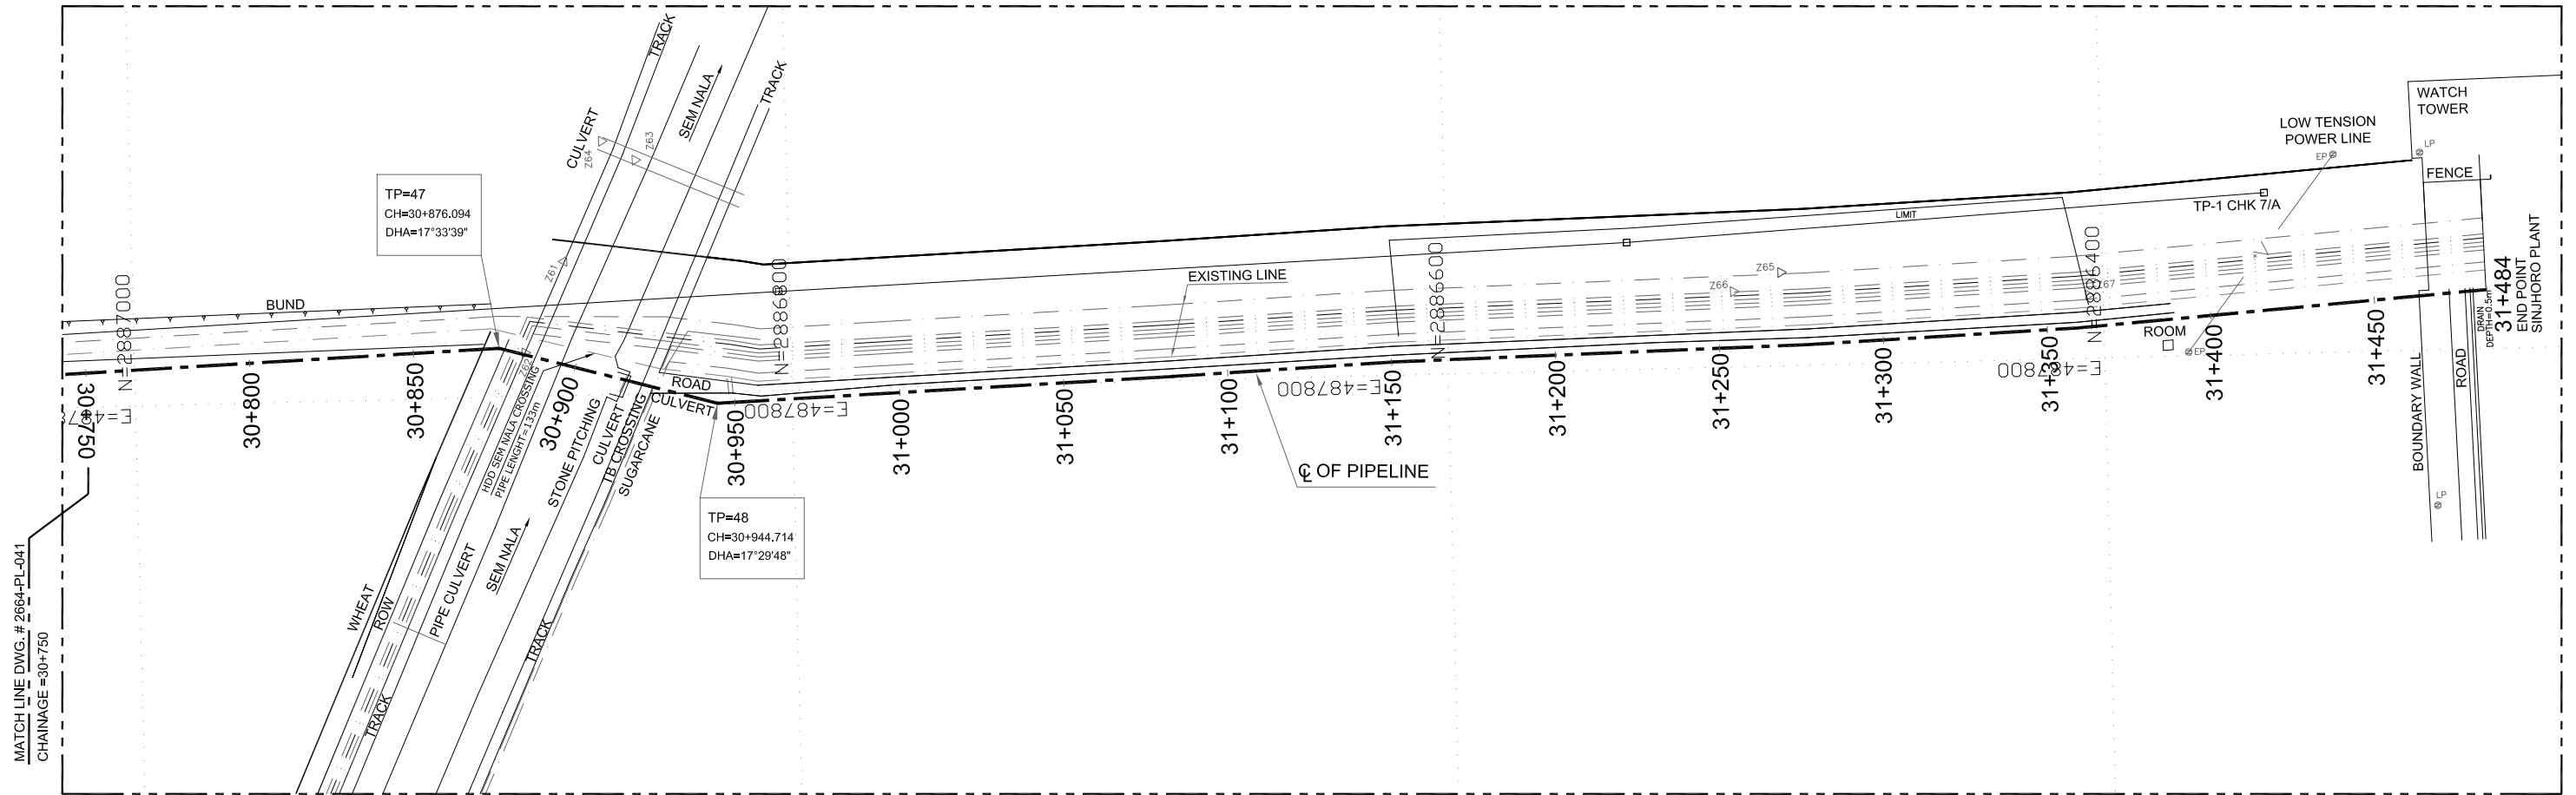 MATCH LINE DWG. # 2664-PL-041
CHAINAGE =30+750
N=2887000
BUND
TP=47
CH=30+876.094
DHA=17°33'39"
Z61
CULVERT
Z64
Z63
TRACK
SEM NALA
TRACK
N=2886800
EXISTING LINE
N=2886600
LIMIT
Z65
Z66
N=2886400
Z67
TP-1 CHK 7/A
LOW TENSION
POWER LINE
EP
WATCH
TOWER
LP
FENCE
31+484
END POINT
SINJHORO PLANT
DRAIN
DEPTH=0.5m
30+750
30+800
30+850
Z62
HDD SEM NALA CROSSING
PIPE LENGHT=133m
30+900
STONE PITCHING
CULVERT
TB CROSSING
SUGARCANE
ROAD
CULVERT
30+950
E=487800
31+000
31+050
31+100
E=487800
31+150
31+200
31+250
31+300
E=487800
31+350
ROOM
EP
31+400
31+450
BOUNDARY WALL
ROAD
LP
℄ OF PIPELINE
TP=48
CH=30+944.714
DHA=17°29'48"
WHEAT
ROW
PIPE CULVERT
SEM NALA
TRACK
TRACK